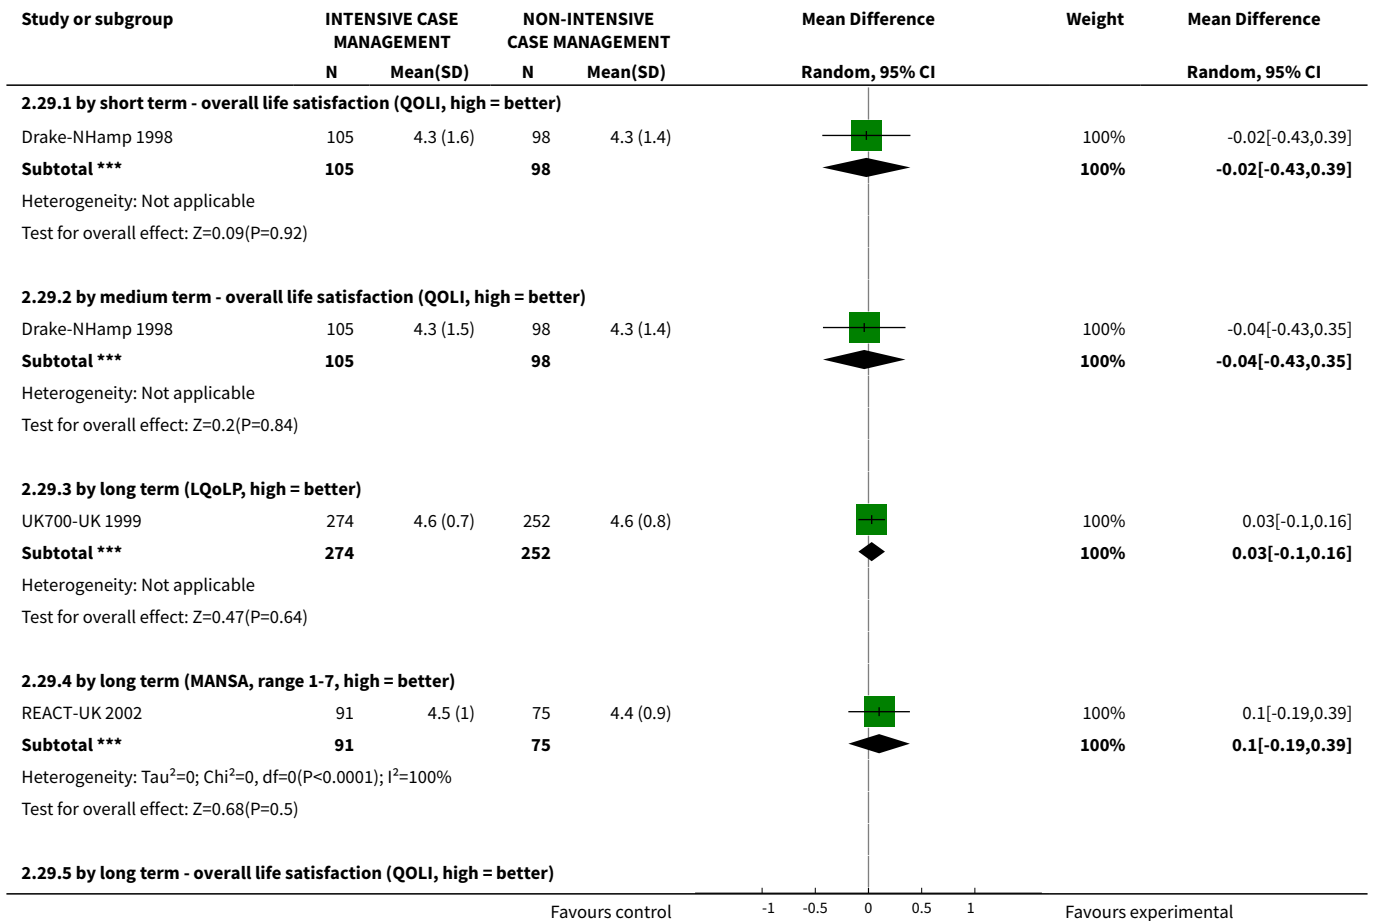 Study or subgroup INTENSIVE CASE MANAGEMENT NON-INTENSIVE CASE MANAGEMENT Mean Difference Weight Mean Difference
N Mean(SD) N Mean(SD) Random, 95% CI Random, 95% CI
2.29.1 by short term - overall life satisfaction (QOLI, high = better)
Drake-NHamp 1998 105 4.3 (1.6) 98 4.3 (1.4) 100% -0.02[-0.43,0.39]
Subtotal *** 105 98 100% -0.02[-0.43,0.39]
Heterogeneity: Not applicable
Test for overall effect: Z=0.09(P=0.92)
2.29.2 by medium term - overall life satisfaction (QOLI, high = better)
Drake-NHamp 1998 105 4.3 (1.5) 98 4.3 (1.4) 100% -0.04[-0.43,0.35]
Subtotal *** 105 98 100% -0.04[-0.43,0.35]
Heterogeneity: Not applicable
Test for overall effect: Z=0.2(P=0.84)
2.29.3 by long term (LQoLP, high = better)
UK700-UK 1999 274 4.6 (0.7) 252 4.6 (0.8) 100% 0.03[-0.1,0.16]
Subtotal *** 274 252 100% 0.03[-0.1,0.16]
Heterogeneity: Not applicable
Test for overall effect: Z=0.47(P=0.64)
2.29.4 by long term (MANSA, range 1-7, high = better)
REACT-UK 2002 91 4.5 (1) 75 4.4 (0.9) 100% 0.1[-0.19,0.39]
Subtotal *** 91 75 100% 0.1[-0.19,0.39]
Heterogeneity: Tau²=0; Chi²=0, df=0(P<0.0001); I²=100%
Test for overall effect: Z=0.68(P=0.5)
2.29.5 by long term - overall life satisfaction (QOLI, high = better)
Favours control -1 -0.5 0 0.5 1 Favours experimental